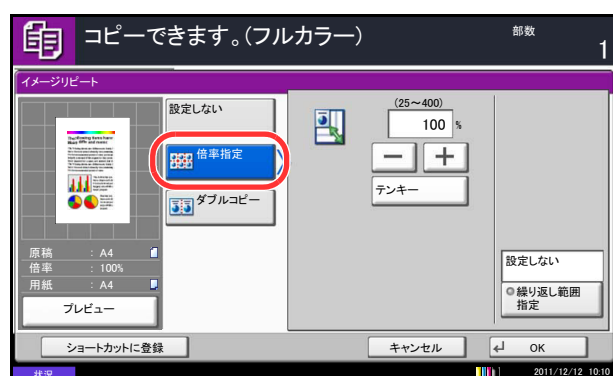 コピーできます。(フルカラー)
部数
1
イメージリピート
設定しない
倍率指定
ダブルコピー
(25～400)
100 %
テンキー
原稿 : A4
倍率 : 100%
用紙 : A4
プレビュー
設定しない
繰り返し範囲
指定
ショートカットに登録
キャンセル
OK
状況
2011/12/12 10:10